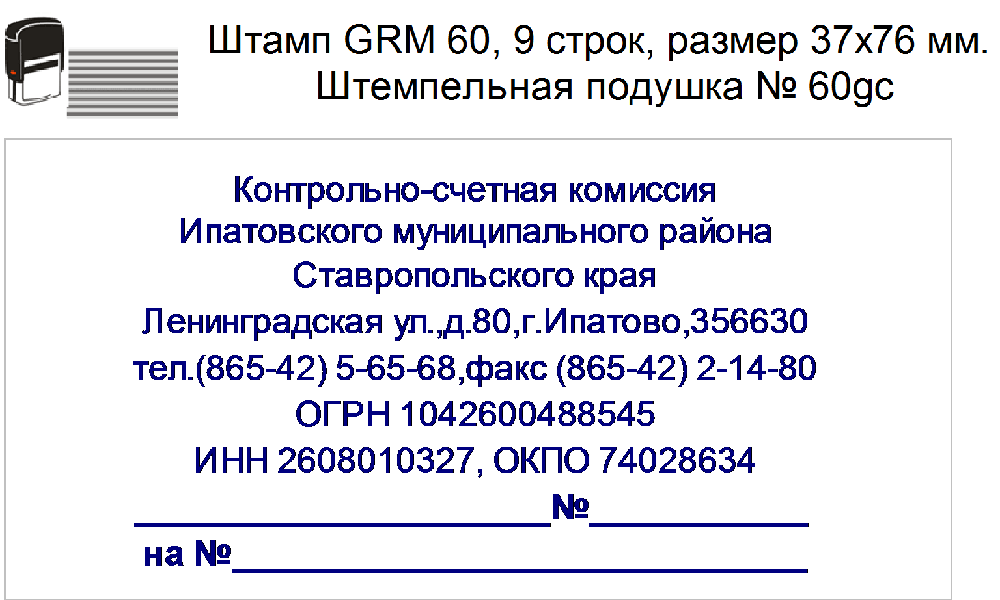 Штамп GRM 60, 9 строк, размер 37х76 мм.
Штемпельная подушка № 60gc
Контрольно-счетная комиссия
Ипатовского муниципального района
Ставропольского края
Ленинградская ул.,д.80,г.Ипатово,356630
тел.(865-42) 5-65-68,факс (865-42) 2-14-80
ОГРН 1042600488545
ИНН 2608010327, ОКПО 74028634
___________________№__________
на №__________________________